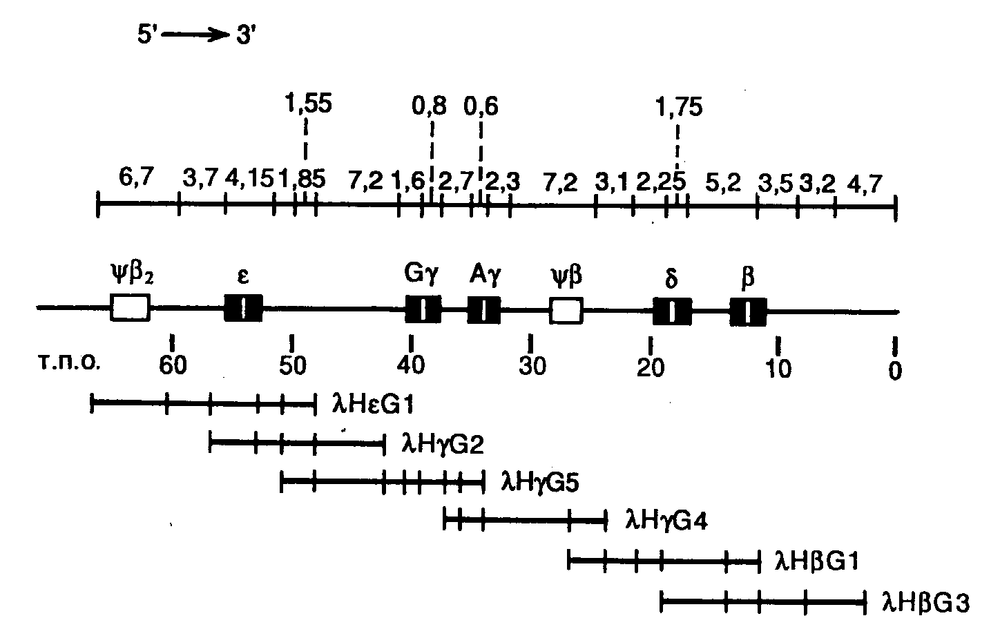 5' 3'
1,55 0,8 0,6 1,75
6,7 3,7 4,15 1,85 7,2 1,6 2,7 2,3 7,2 3,1 2,25 5,2 3,5 3,2 4,7
ψβ₂ ε Gγ Aγ ψβ δ β
т.п.о. 60 50 40 30 20 10 0
λHεG1
λHγG2
λHγG5
λHγG4
λHβG1
λHβG3